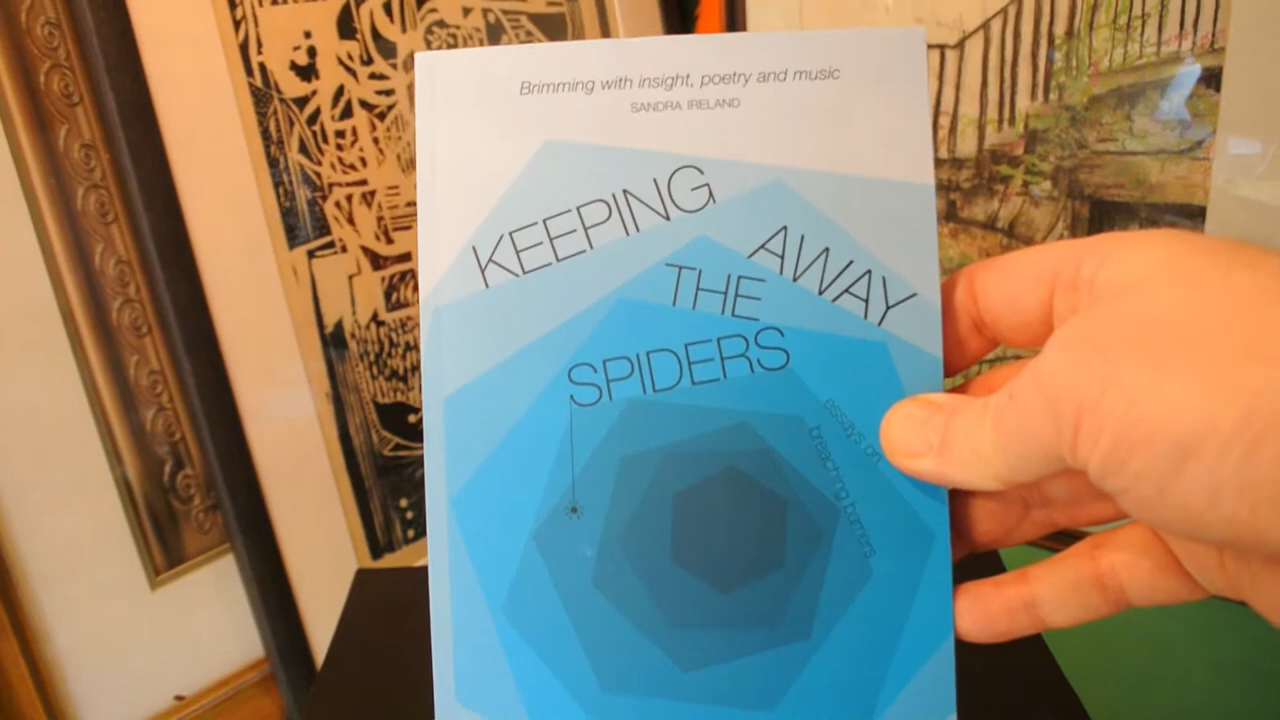 Brimming with insight, poetry and music
SANDRA IRELAND
KEEPING
AWAY
THE
SPIDERS
essays on
breaching barriers